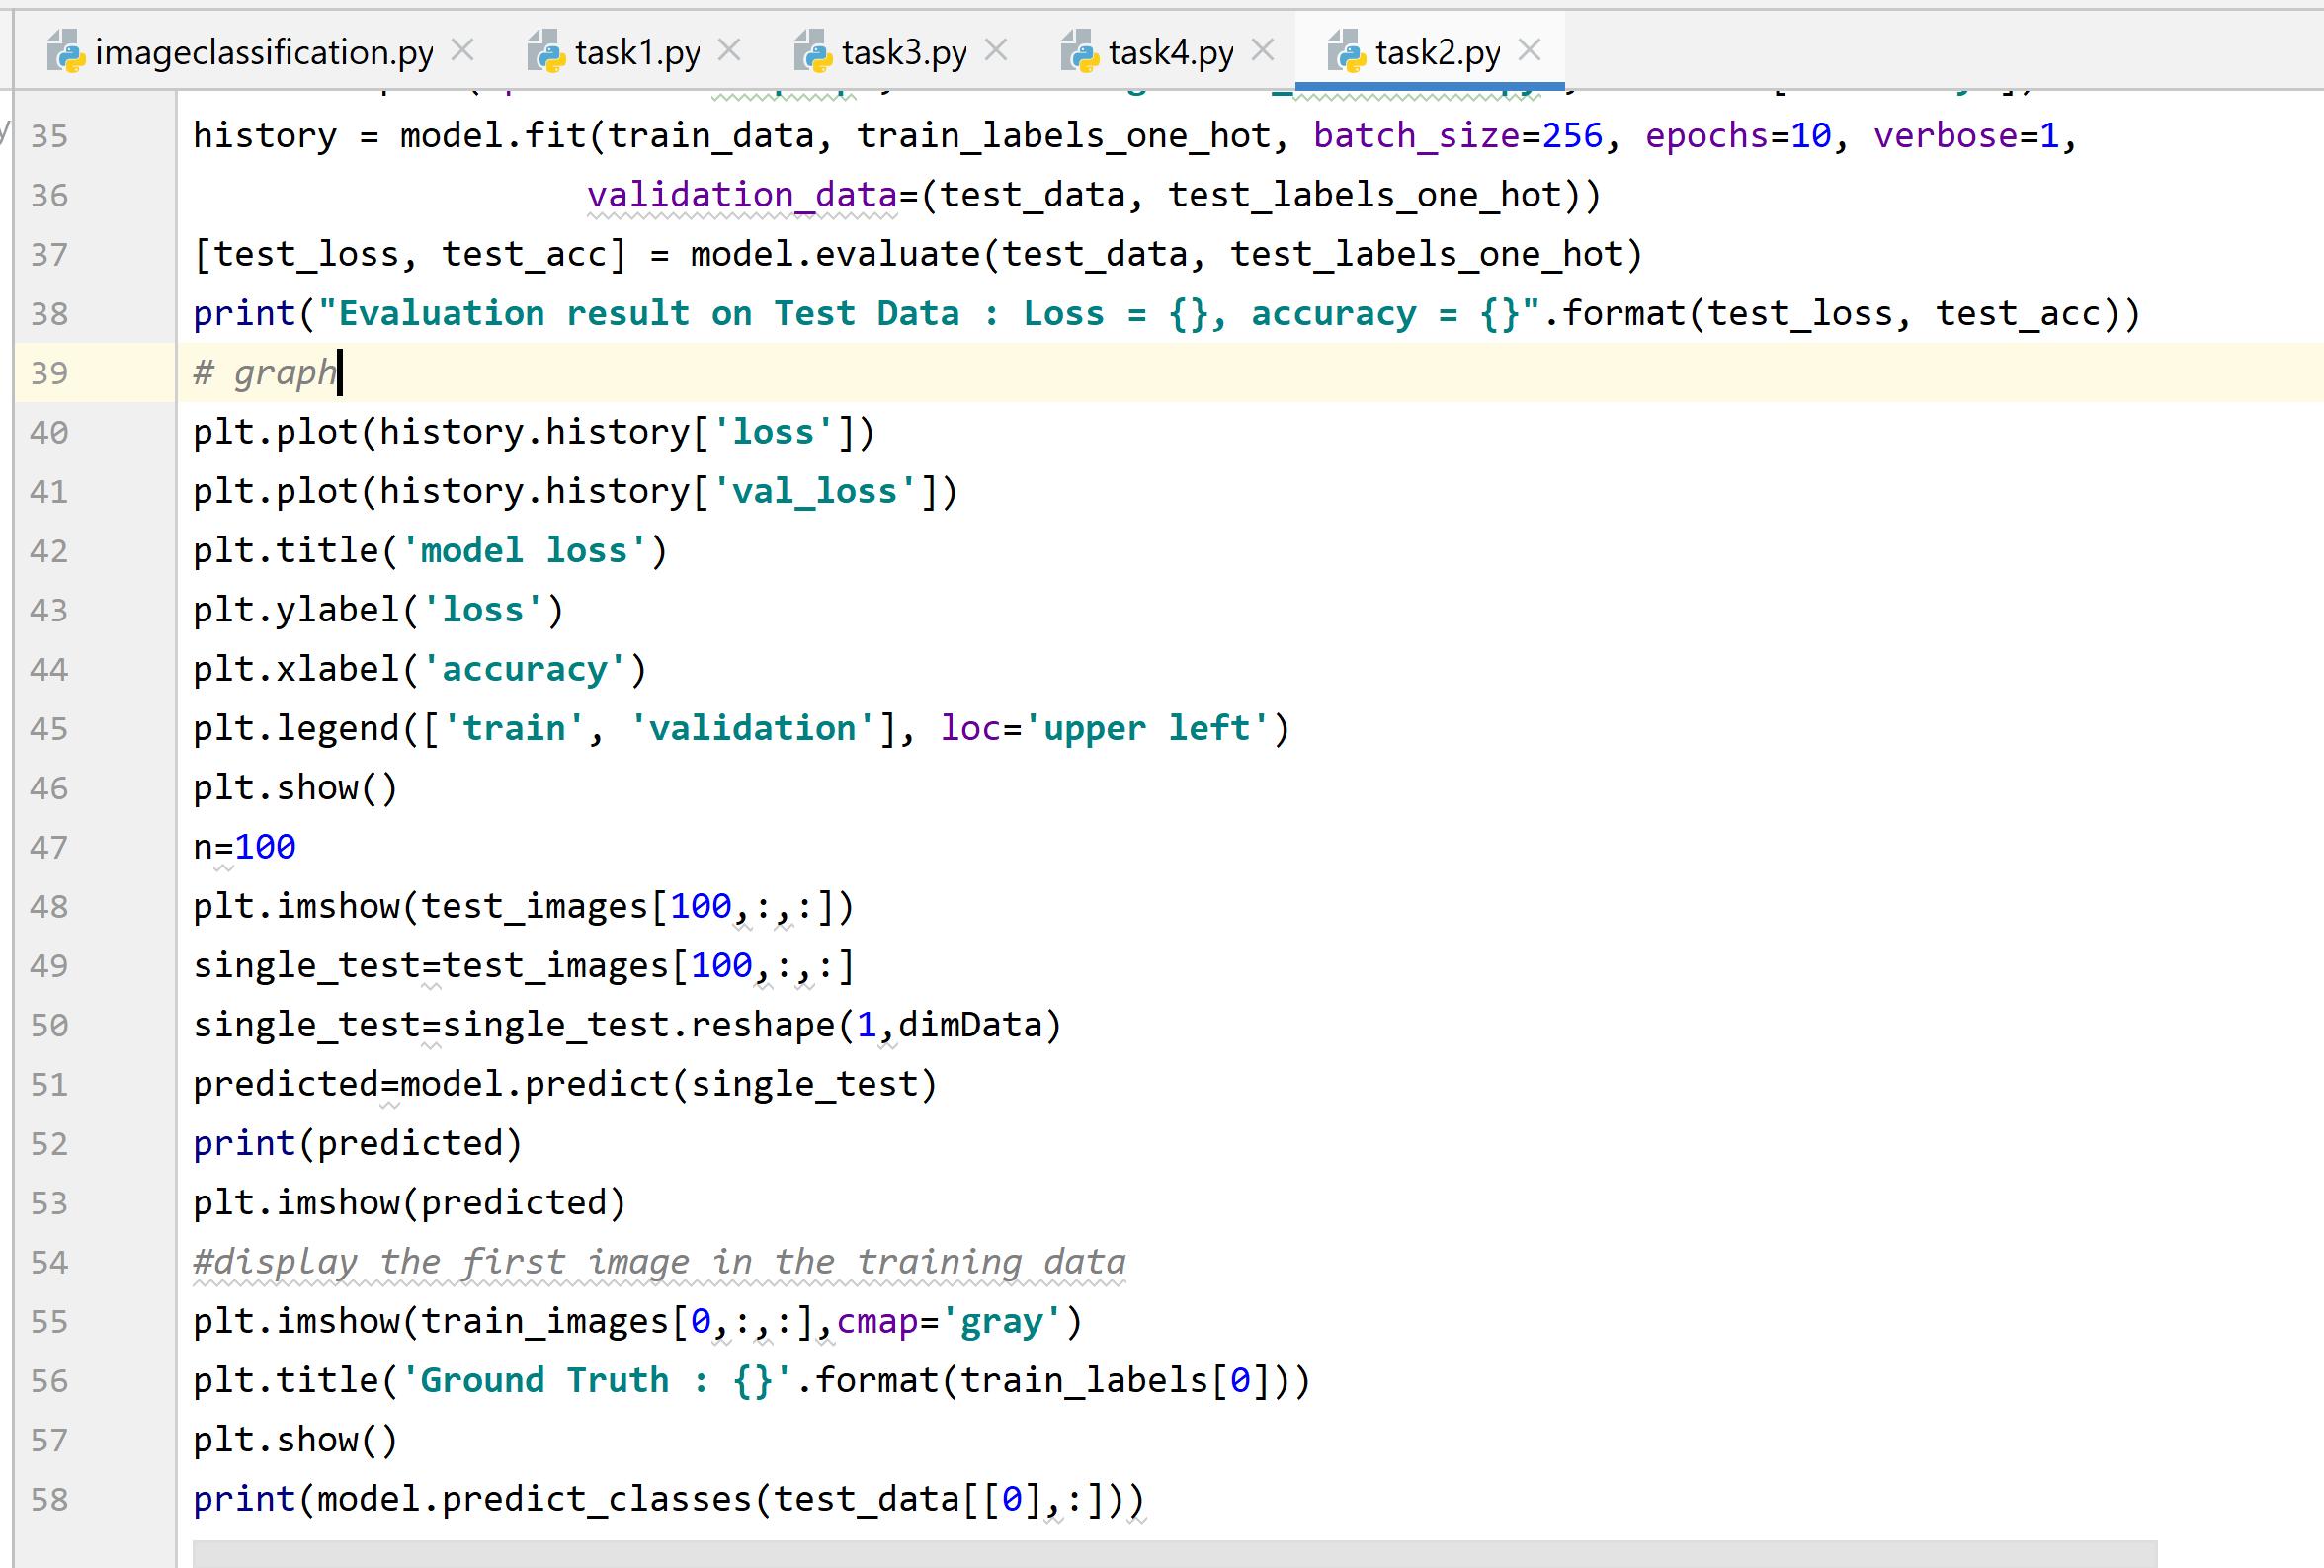 imageclassification.py task1.py task3.py task4.py task2.py
35 history = model.fit(train_data, train_labels_one_hot, batch_size=256, epochs=10, verbose=1,
36 validation_data=(test_data, test_labels_one_hot))
37 [test_loss, test_acc] = model.evaluate(test_data, test_labels_one_hot)
38 print("Evaluation result on Test Data : Loss = {}, accuracy = {}".format(test_loss, test_acc))
39 # graph
40 plt.plot(history.history['loss'])
41 plt.plot(history.history['val_loss'])
42 plt.title('model loss')
43 plt.ylabel('loss')
44 plt.xlabel('accuracy')
45 plt.legend(['train', 'validation'], loc='upper left')
46 plt.show()
47 n=100
48 plt.imshow(test_images[100,:,:])
49 single_test=test_images[100,:,:]
50 single_test=single_test.reshape(1,dimData)
51 predicted=model.predict(single_test)
52 print(predicted)
53 plt.imshow(predicted)
54 #display the first image in the training data
55 plt.imshow(train_images[0,:,:],cmap='gray')
56 plt.title('Ground Truth : {}'.format(train_labels[0]))
57 plt.show()
58 print(model.predict_classes(test_data[[0],:]))